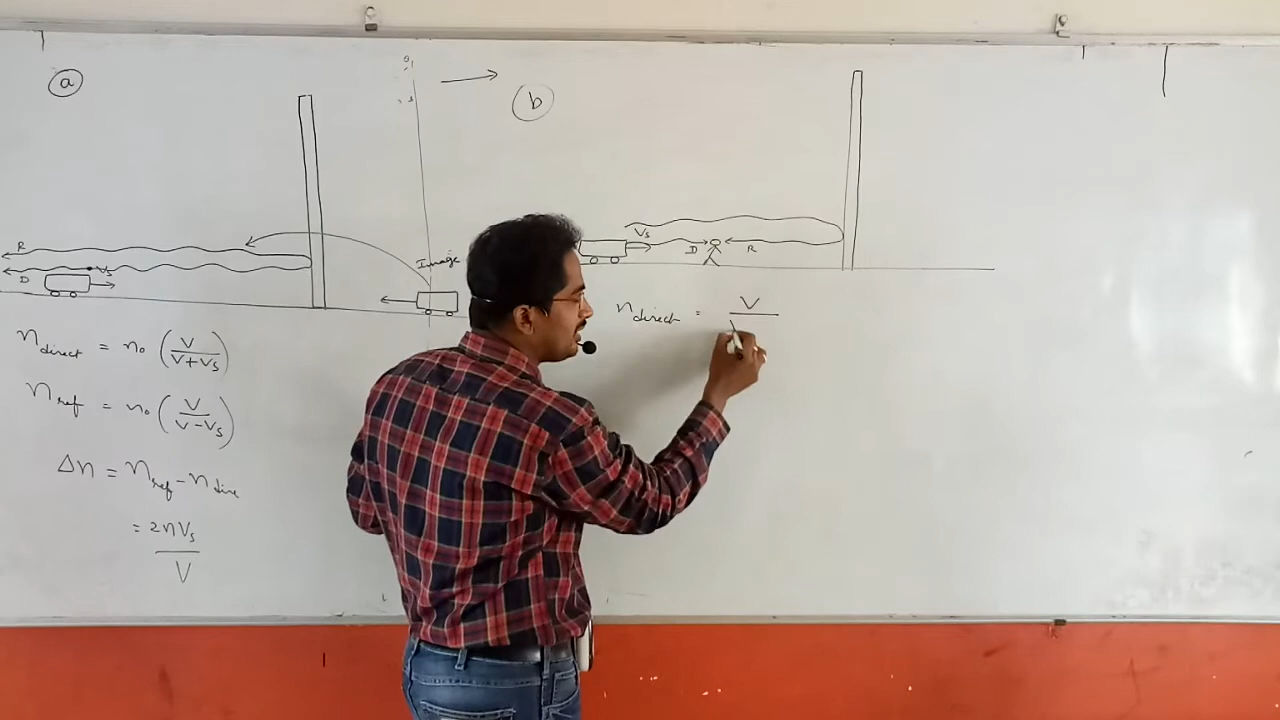 a
R
D
Vs
Image
n direct = n₀ (V / V+Vs)
n ref = n₀ (V / V-Vs)
Δn = n ref - n dire
= 2nVs / V
b
Vs
D
R
n direct = V